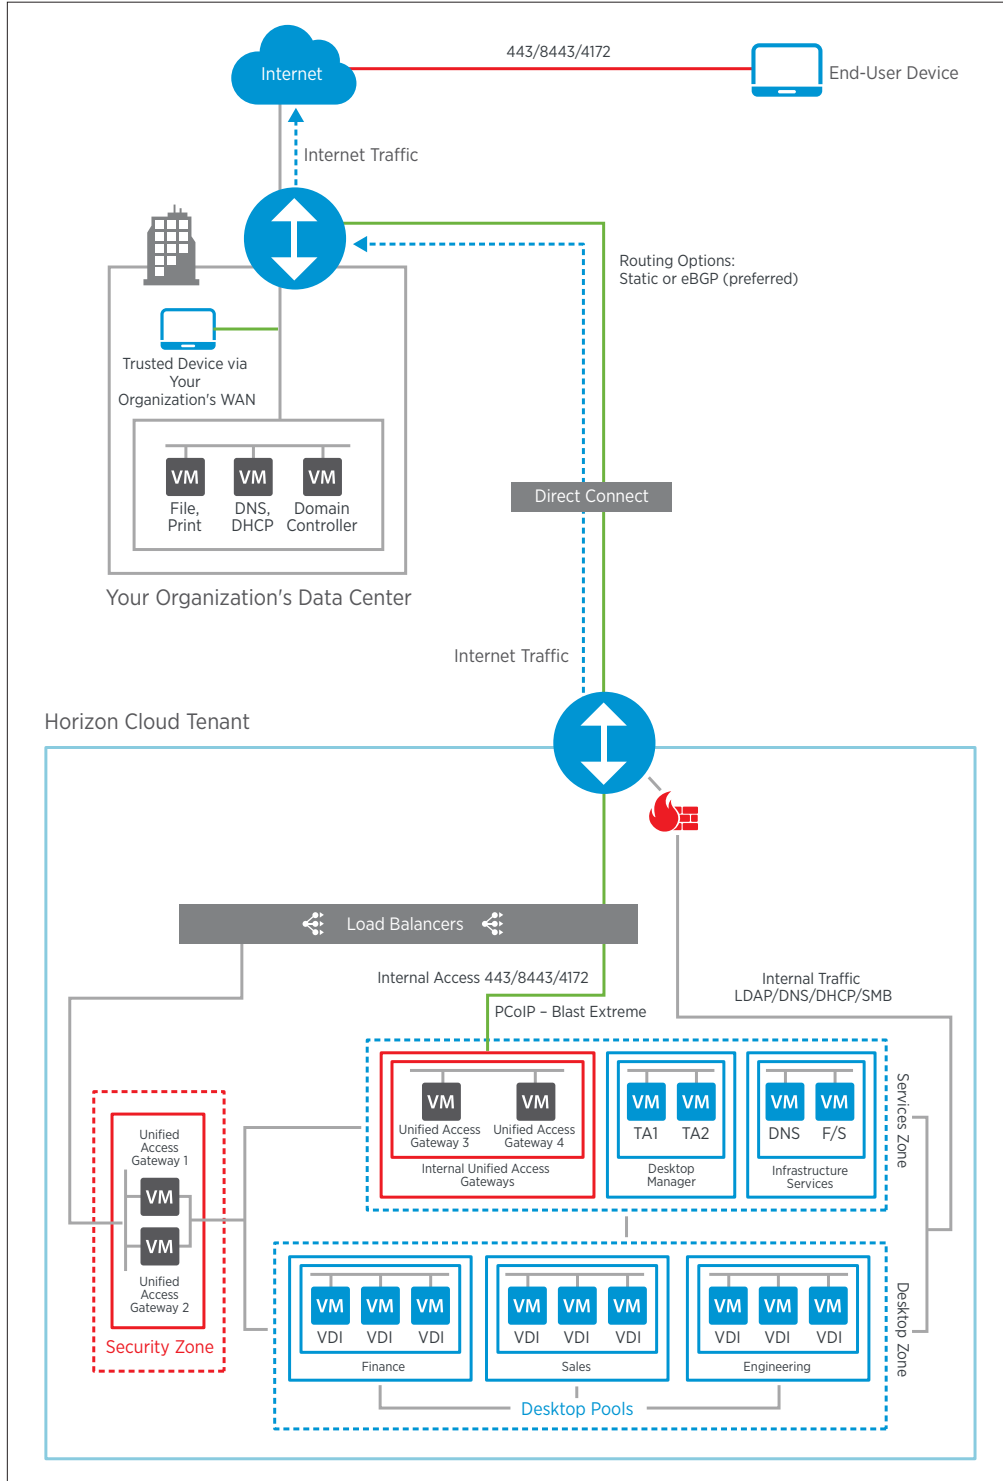 443/8443/4172
Internet
End-User Device
Internet Traffic
Routing Options:
Static or eBGP (preferred)
Trusted Device via
Your
Organization's WAN
VM
VM
VM
File,
Print
DNS,
DHCP
Domain
Controller
Direct Connect
Your Organization's Data Center
Internet Traffic
Horizon Cloud Tenant
Load Balancers
Internal Access 443/8443/4172
Internal Traffic
LDAP/DNS/DHCP/SMB
PCoIP – Blast Extreme
VM
VM
Unified Access
Gateway 3
Unified Access
Gateway 4
Internal Unified Access
Gateways
VM
VM
TA1
TA2
Desktop
Manager
VM
VM
DNS
F/S
Infrastructure
Services
Services Zone
Unified
Access
Gateway 1
VM
VM
Unified
Access
Gateway 2
Security Zone
VM
VM
VM
VDI
VDI
VDI
Finance
VM
VM
VM
VDI
VDI
VDI
Sales
VM
VM
VM
VDI
VDI
VDI
Engineering
Desktop Zone
Desktop Pools